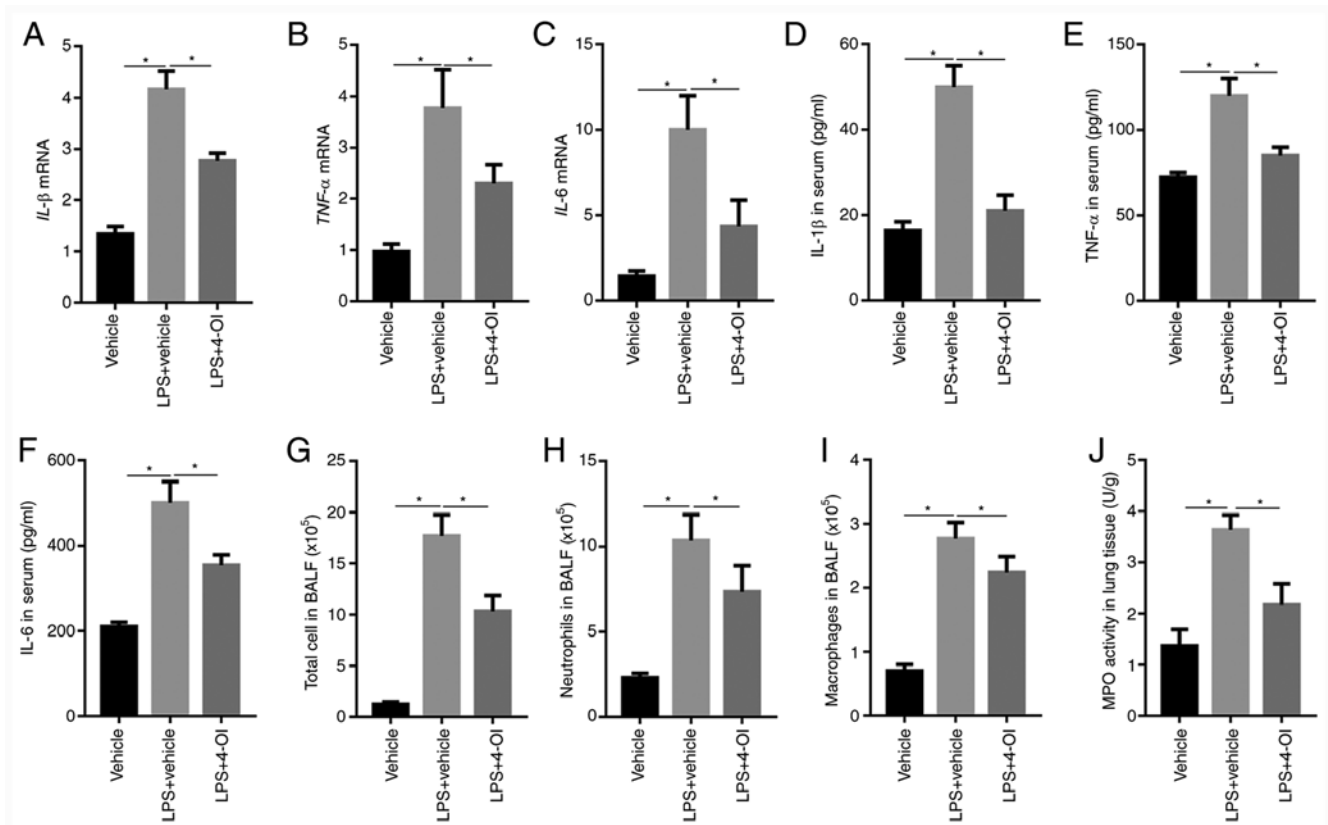 A
IL-β mRNA
5
4
3
2
1
0
*
*
Vehicle
LPS+vehicle
LPS+4-OI
B
TNF-α mRNA
5
4
3
2
1
0
*
*
Vehicle
LPS+vehicle
LPS+4-OI
C
IL-6 mRNA
15
10
5
0
*
*
Vehicle
LPS+vehicle
LPS+4-OI
D
IL-1β in serum (pg/ml)
60
40
20
0
*
*
Vehicle
LPS+vehicle
LPS+4-OI
E
TNF-α in serum (pg/ml)
150
100
50
0
*
*
Vehicle
LPS+vehicle
LPS+4-OI
F
IL-6 in serum (pg/ml)
600
400
200
0
*
*
Vehicle
LPS+vehicle
LPS+4-OI
G
Total cell in BALF (x10⁵)
25
20
15
10
5
0
*
*
Vehicle
LPS+vehicle
LPS+4-OI
H
Neutrophils in BALF (x10⁵)
15
10
5
0
*
*
Vehicle
LPS+vehicle
LPS+4-OI
I
Macrophages in BALF (x10⁵)
4
3
2
1
0
*
*
Vehicle
LPS+vehicle
LPS+4-OI
J
MPO activity in lung tissue (U/g)
5
4
3
2
1
0
*
*
Vehicle
LPS+vehicle
LPS+4-OI